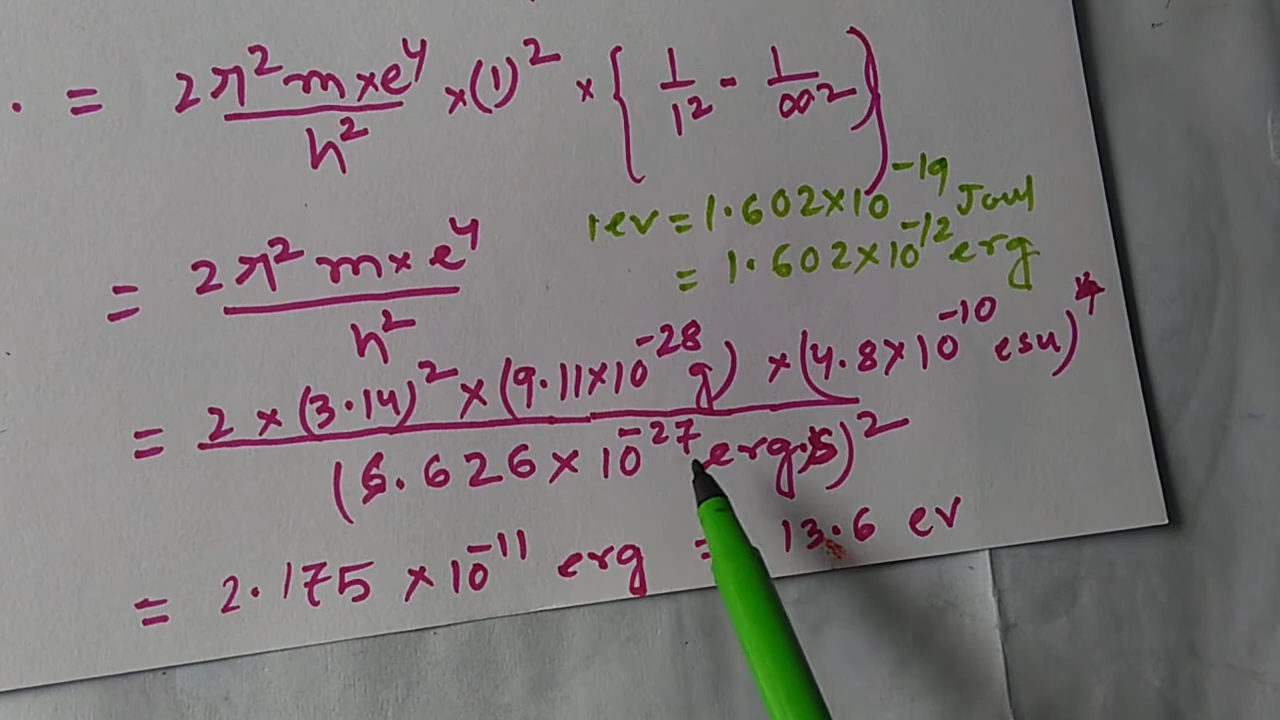 . = 2π² m×e⁴ / h² ×(1)² × { 1/1² - 1/∞² }
1ev = 1.602×10⁻¹⁹ Joul
= 1.602×10⁻¹² erg
= 2π² m×e⁴ / h²
= 2 × (3.14)² × (9.11×10⁻²⁸ g) × (4.8×10⁻¹⁰ esu)⁴ / (6.626 × 10⁻²⁷ erg.s)²
= 2.175 × 10⁻¹¹ erg = 13.6 ev